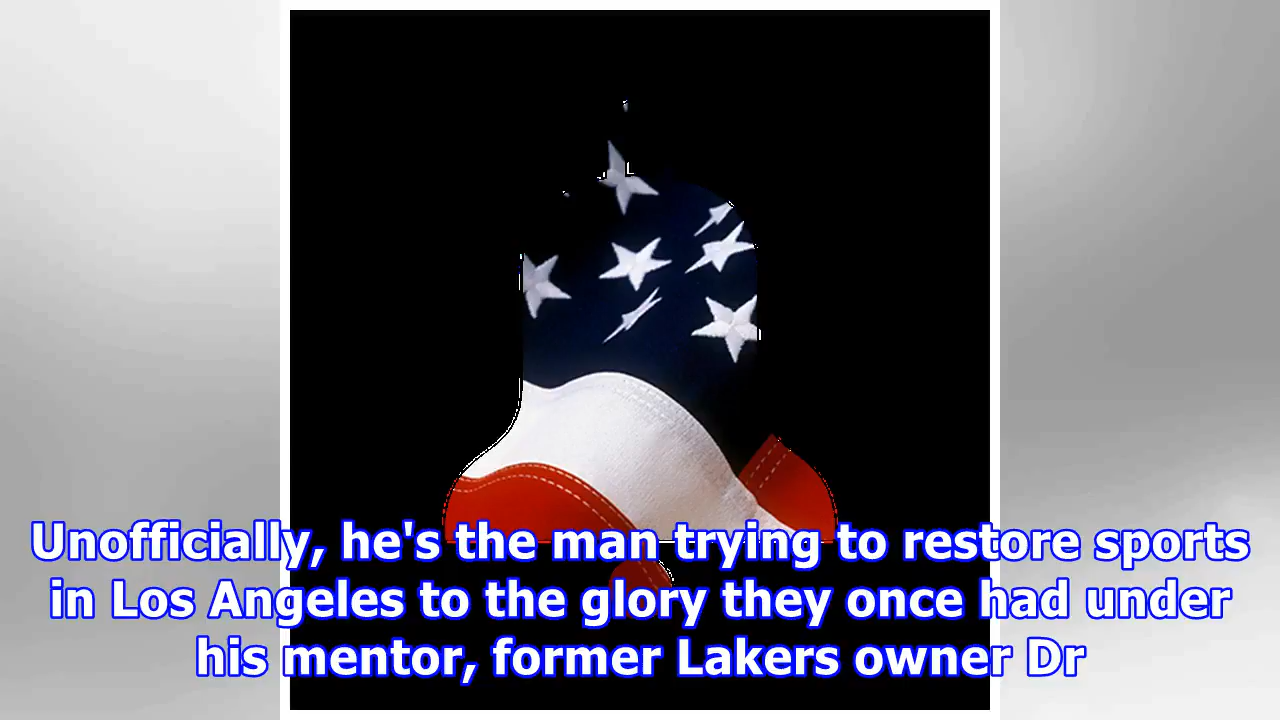 Unofficially, he's the man trying to restore sports
in Los Angeles to the glory they once had under
his mentor, former Lakers owner Dr